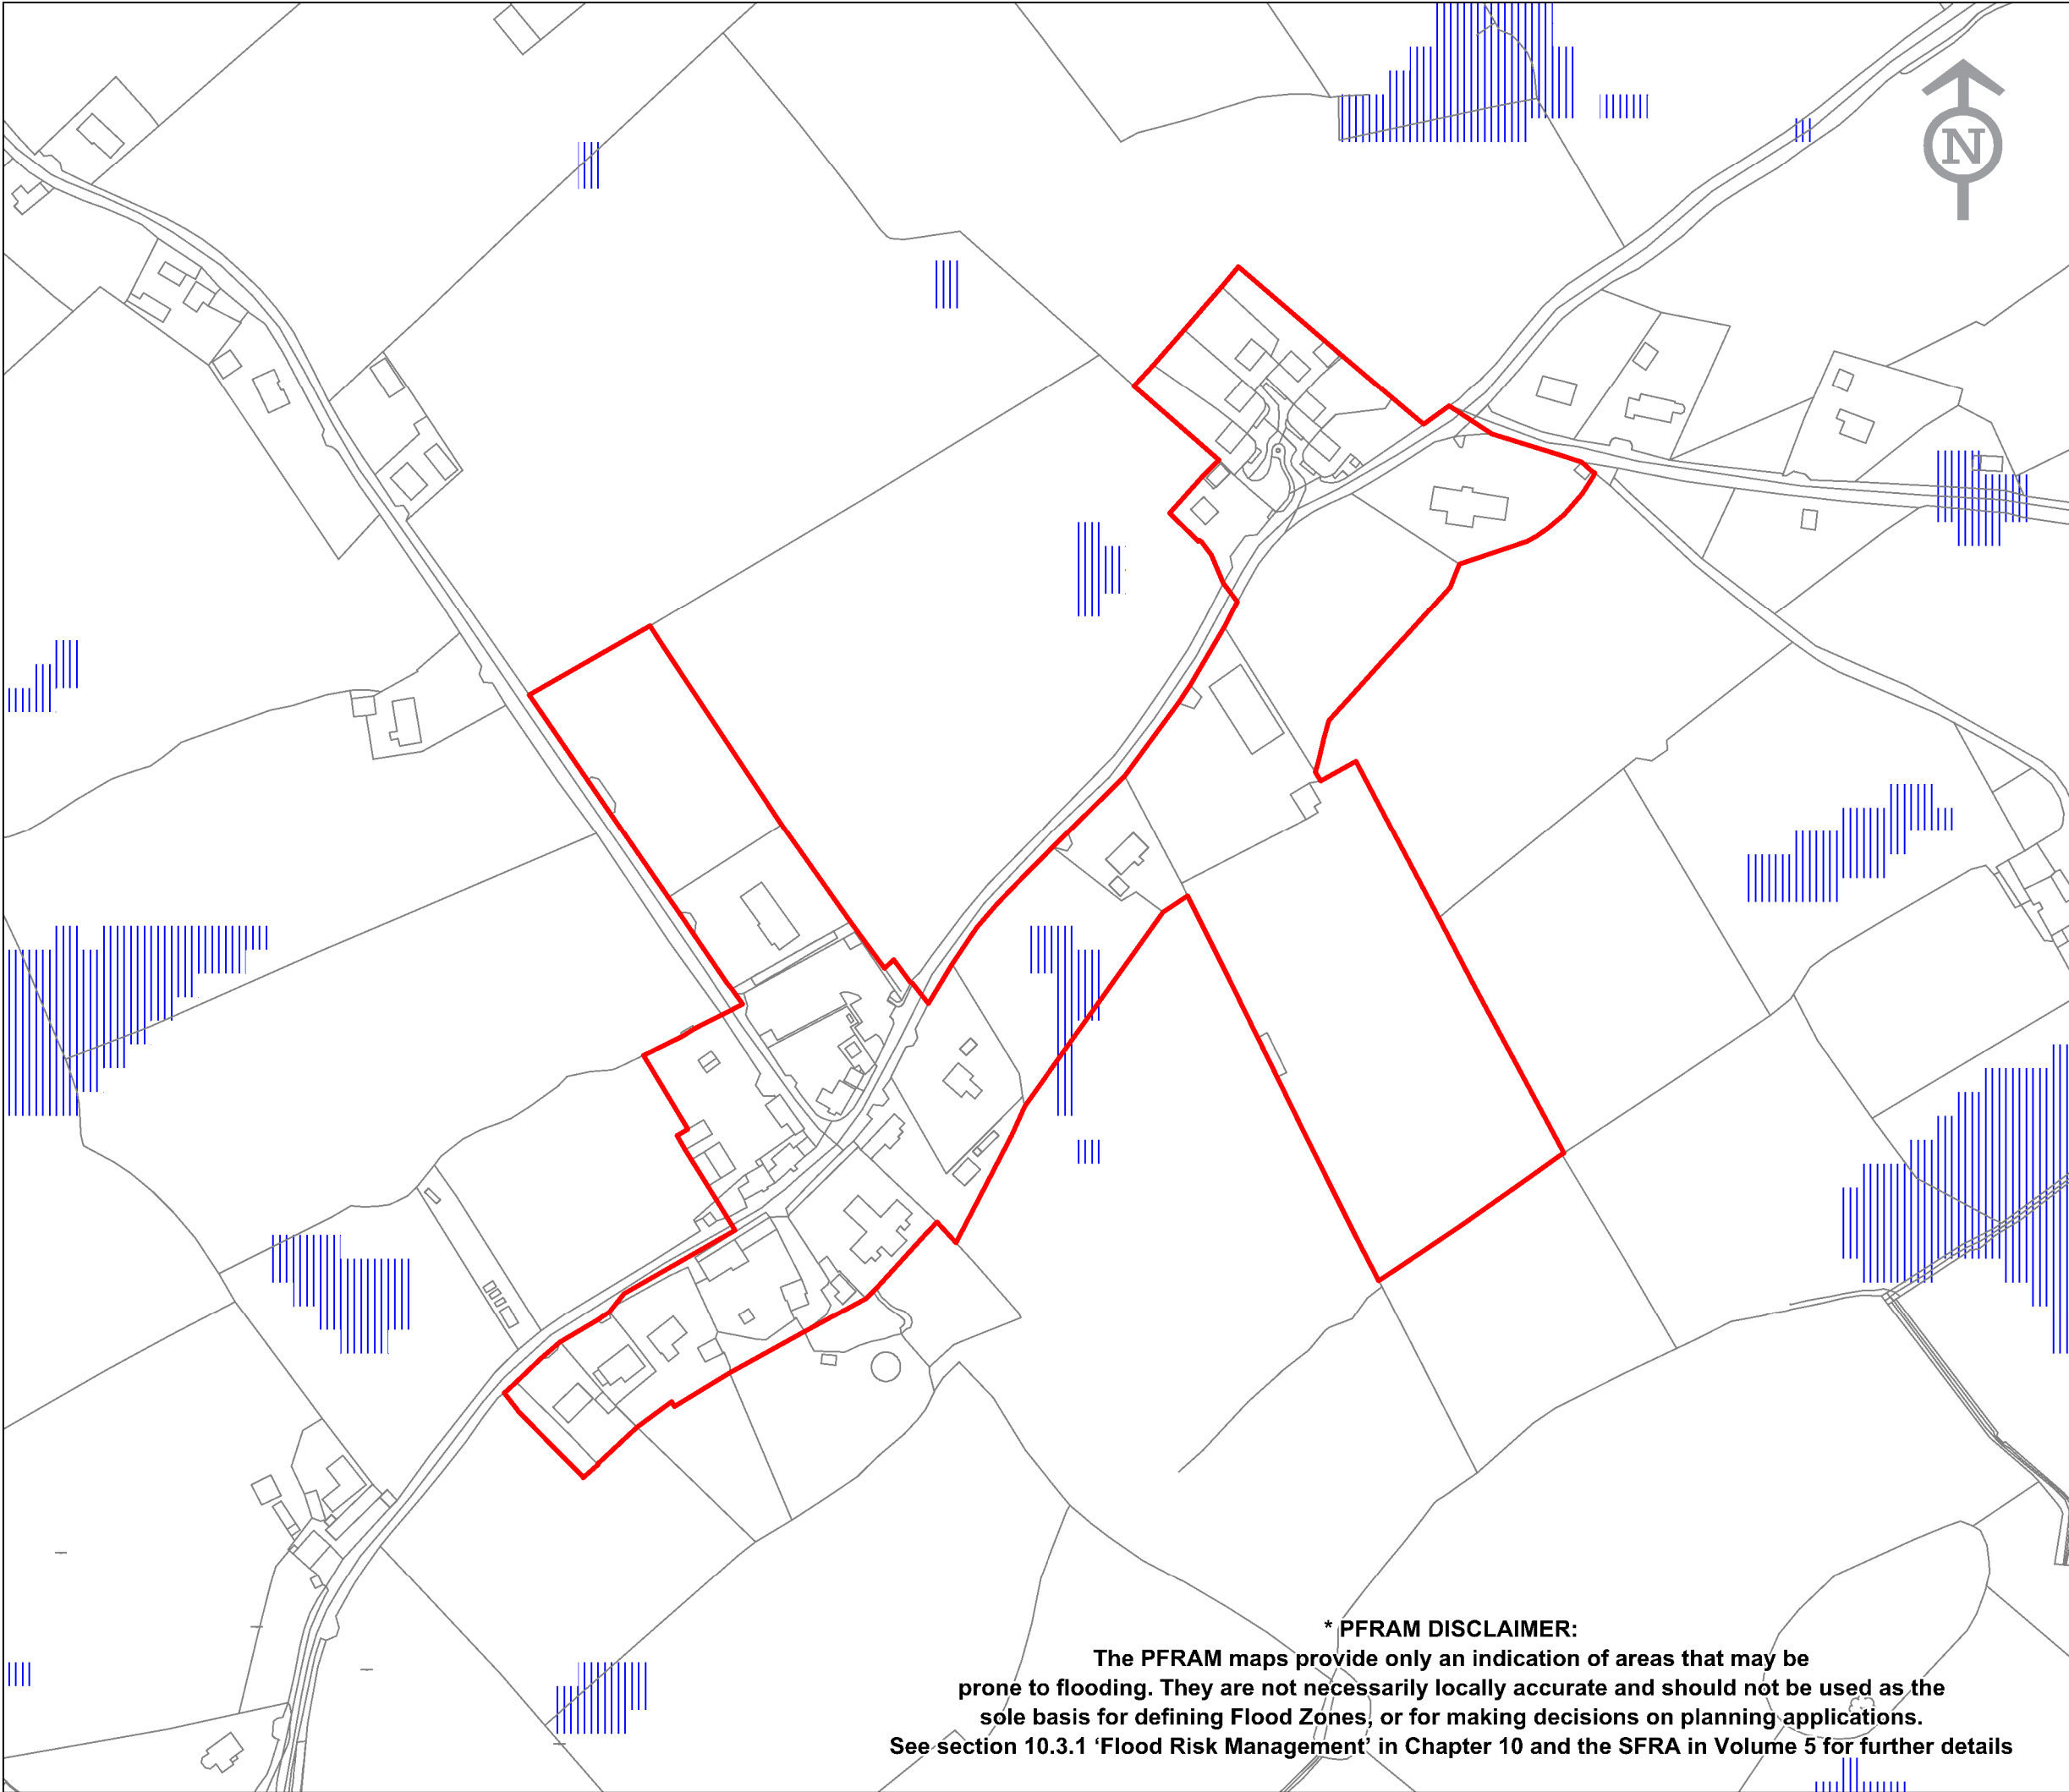 N
* PFRAM DISCLAIMER:
The PFRAM maps provide only an indication of areas that may be
prone to flooding. They are not necessarily locally accurate and should not be used as the
sole basis for defining Flood Zones, or for making decisions on planning applications.
See section 10.3.1 ‘Flood Risk Management’ in Chapter 10 and the SFRA in Volume 5 for further details